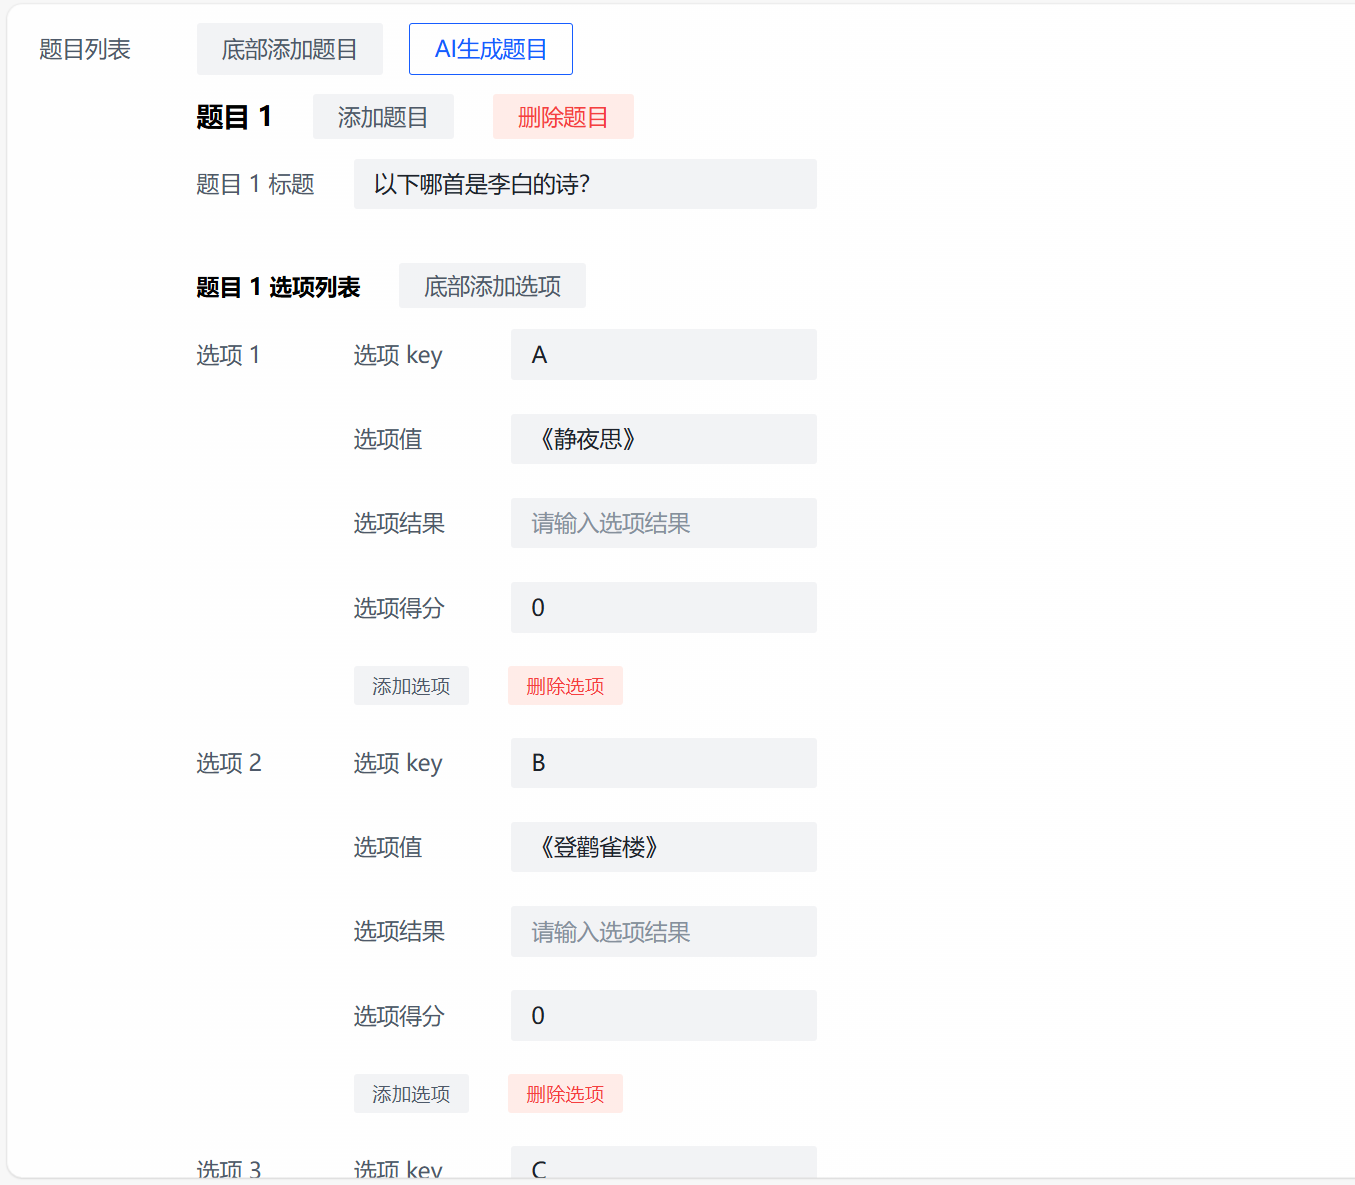 题目列表 底部添加题目 AI生成题目
题目 1 添加题目 删除题目
题目 1 标题 以下哪首是李白的诗?
题目 1 选项列表 底部添加选项
选项 1 选项 key A
选项值 《静夜思》
选项结果 请输入选项结果
选项得分 0
添加选项 删除选项
选项 2 选项 key B
选项值 《登鹳雀楼》
选项结果 请输入选项结果
选项得分 0
添加选项 删除选项
选项 3 选项 key C